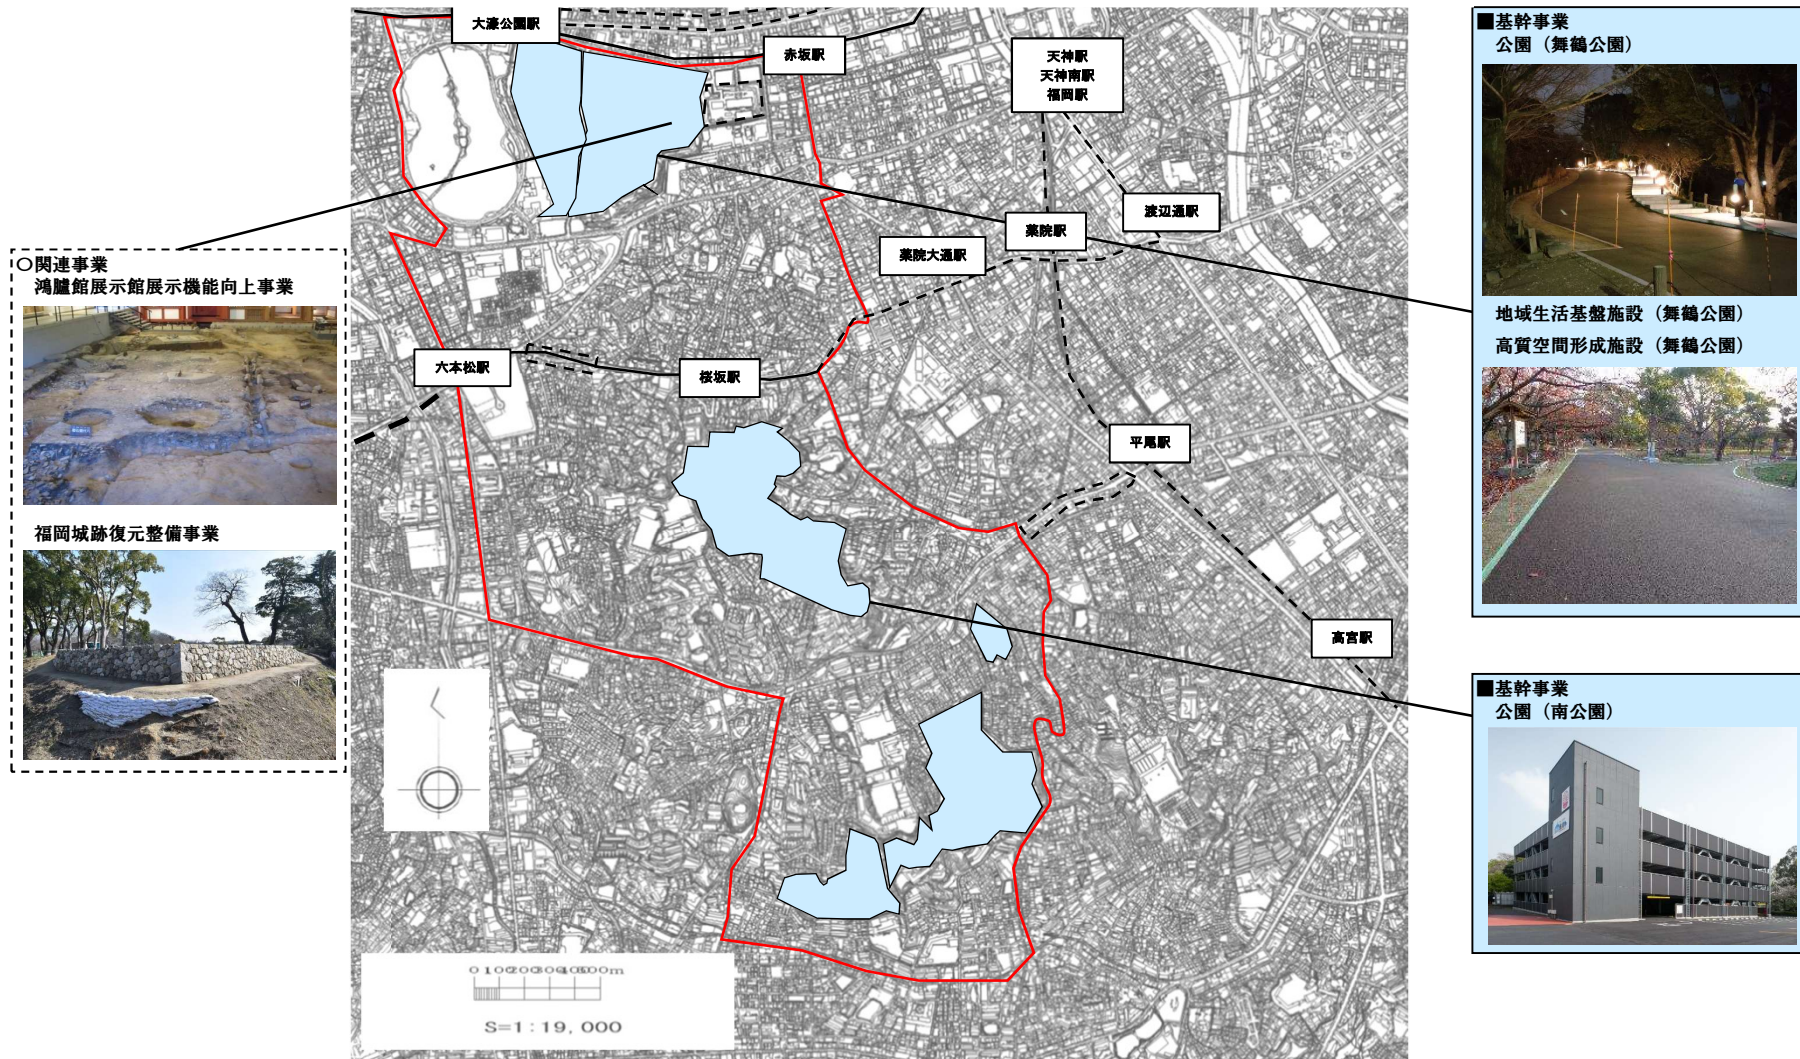 大濠公園駅
赤坂駅
天神駅
天神南駅
福岡駅
渡辺通駅
薬院駅
薬院大通駅
六本松駅
桜坂駅
平尾駅
高宮駅
○関連事業
鴻臚館展示館展示機能向上事業
福岡城跡復元整備事業
■基幹事業
公園（舞鶴公園）
地域生活基盤施設（舞鶴公園）
高質空間形成施設（舞鶴公園）
■基幹事業
公園（南公園）
0 100 200 300 400 500m
S=1:19,000